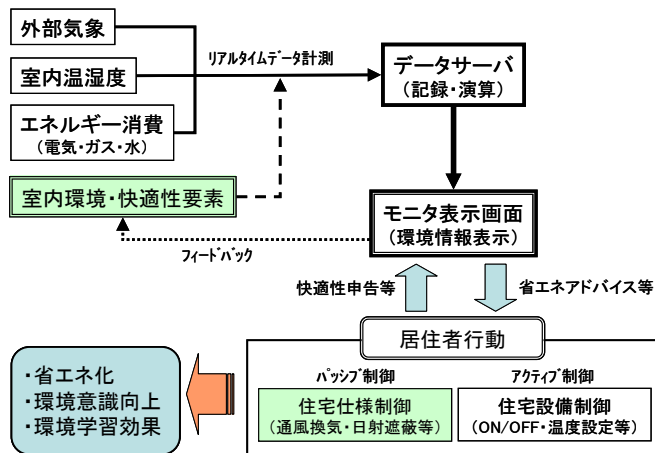 外部気象
室内温湿度
エネルギー消費
(電気・ガス・水)
リアルタイムデータ計測
データサーバ
(記録・演算)
室内環境・快適性要素
モニタ表示画面
(環境情報表示)
フィードバック
快適性申告等
省エネアドバイス等
居住者行動
パッシブ制御
アクティブ制御
住宅仕様制御
(通風換気・日射遮蔽等)
住宅設備制御
(ON/OFF・温度設定等)
・省エネ化
・環境意識向上
・環境学習効果